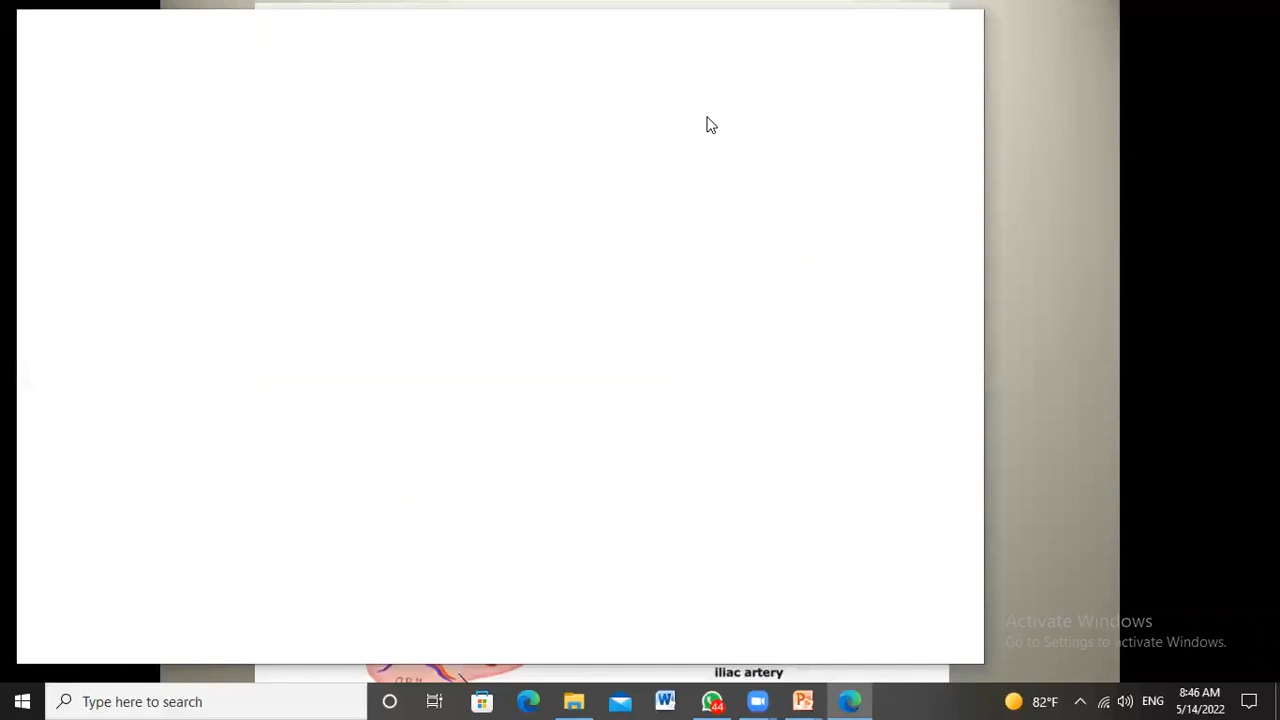 iliac artery
Activate Windows
Go to Settings to activate Windows.
Type here to search
44
82°F
ENG
8:46 AM
5/14/2022